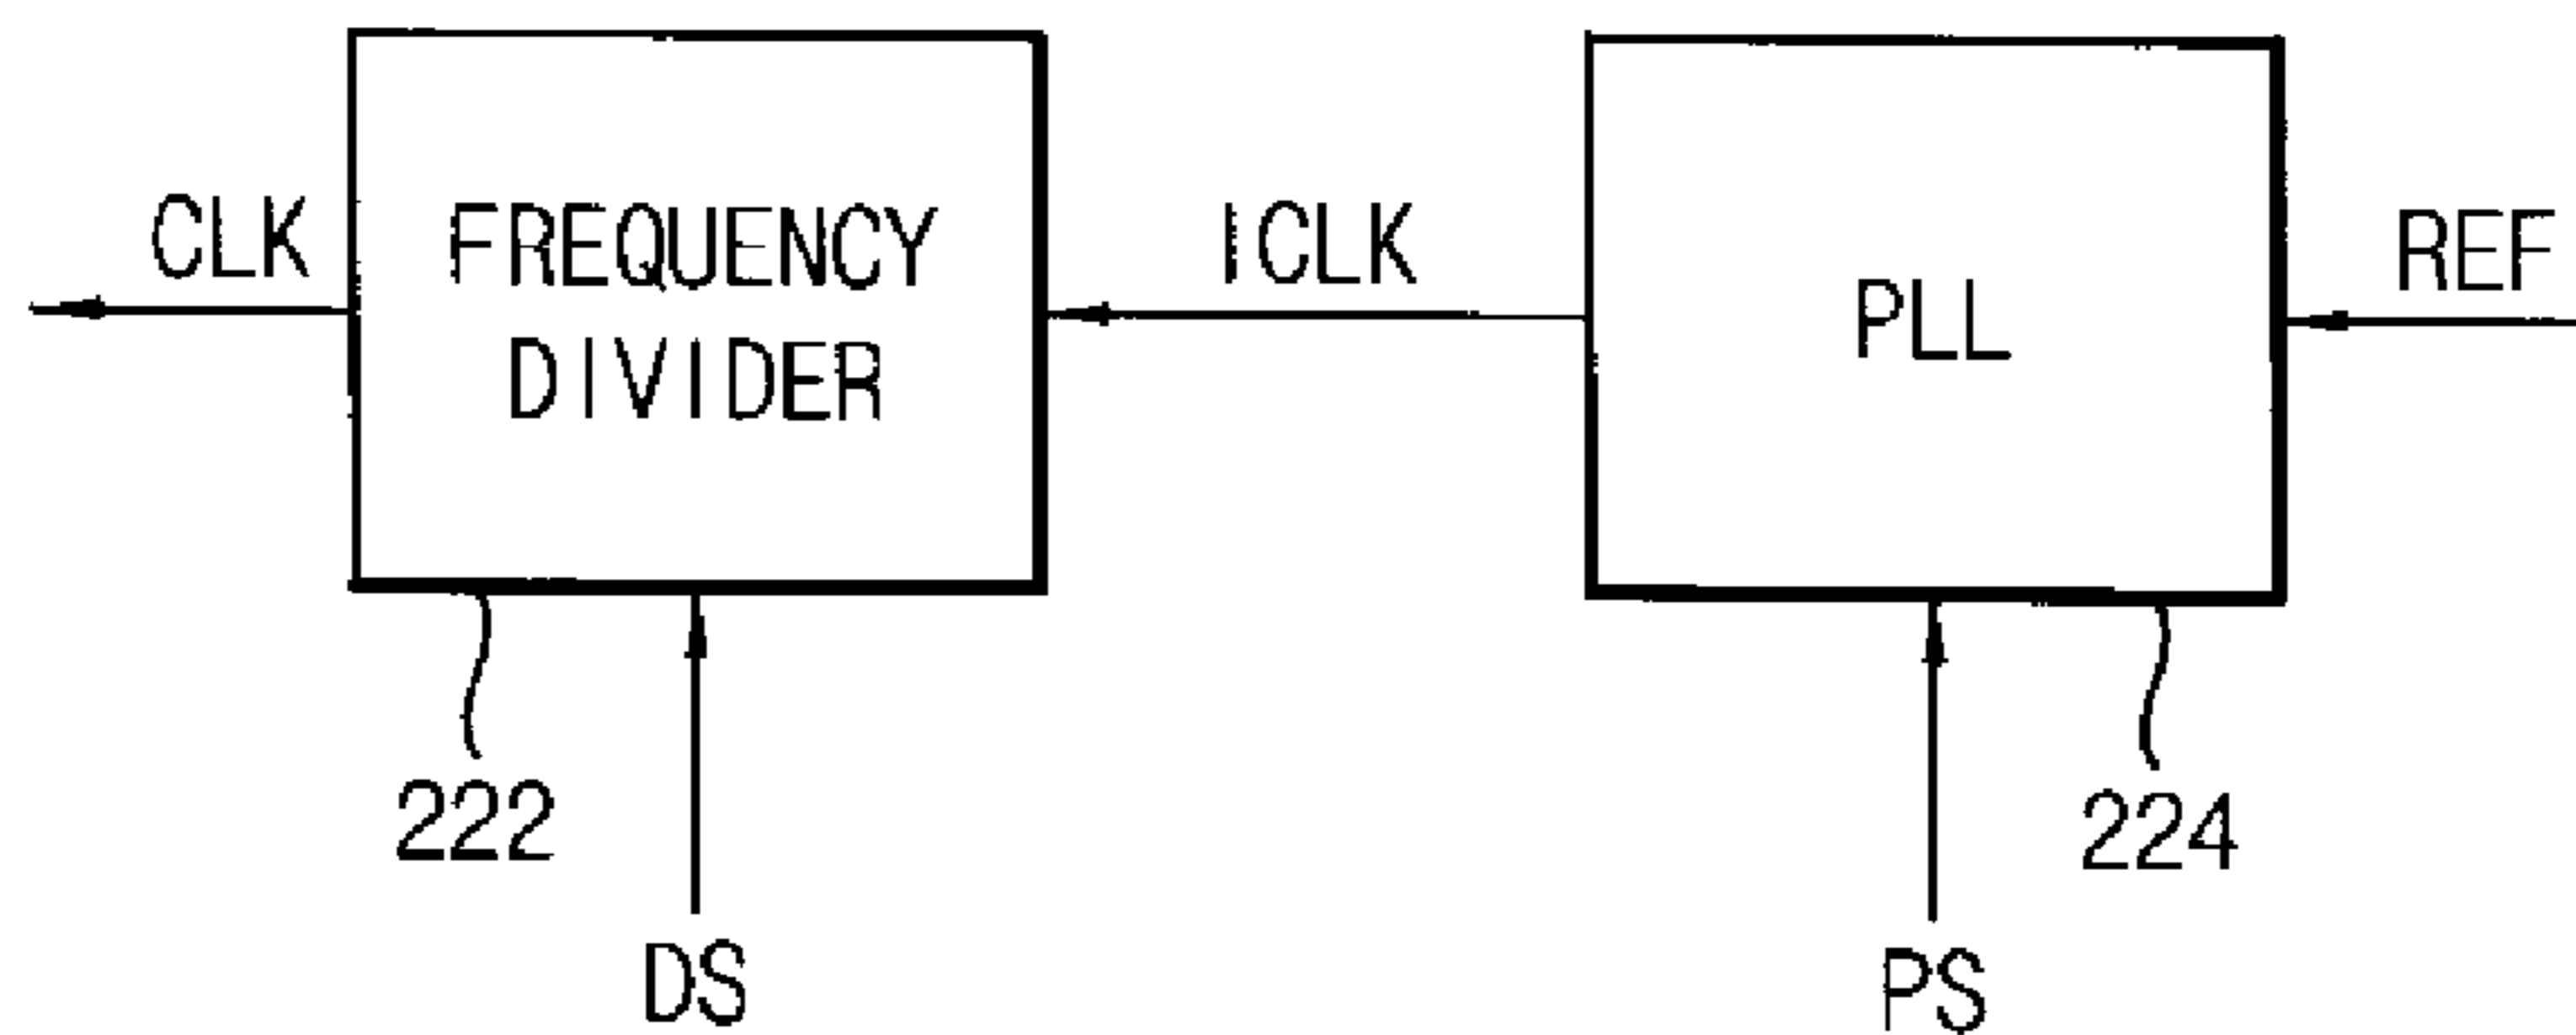 CLK
FREQUENCY
DIVIDER
ICLK
PLL
REF
222
224
DS
PS